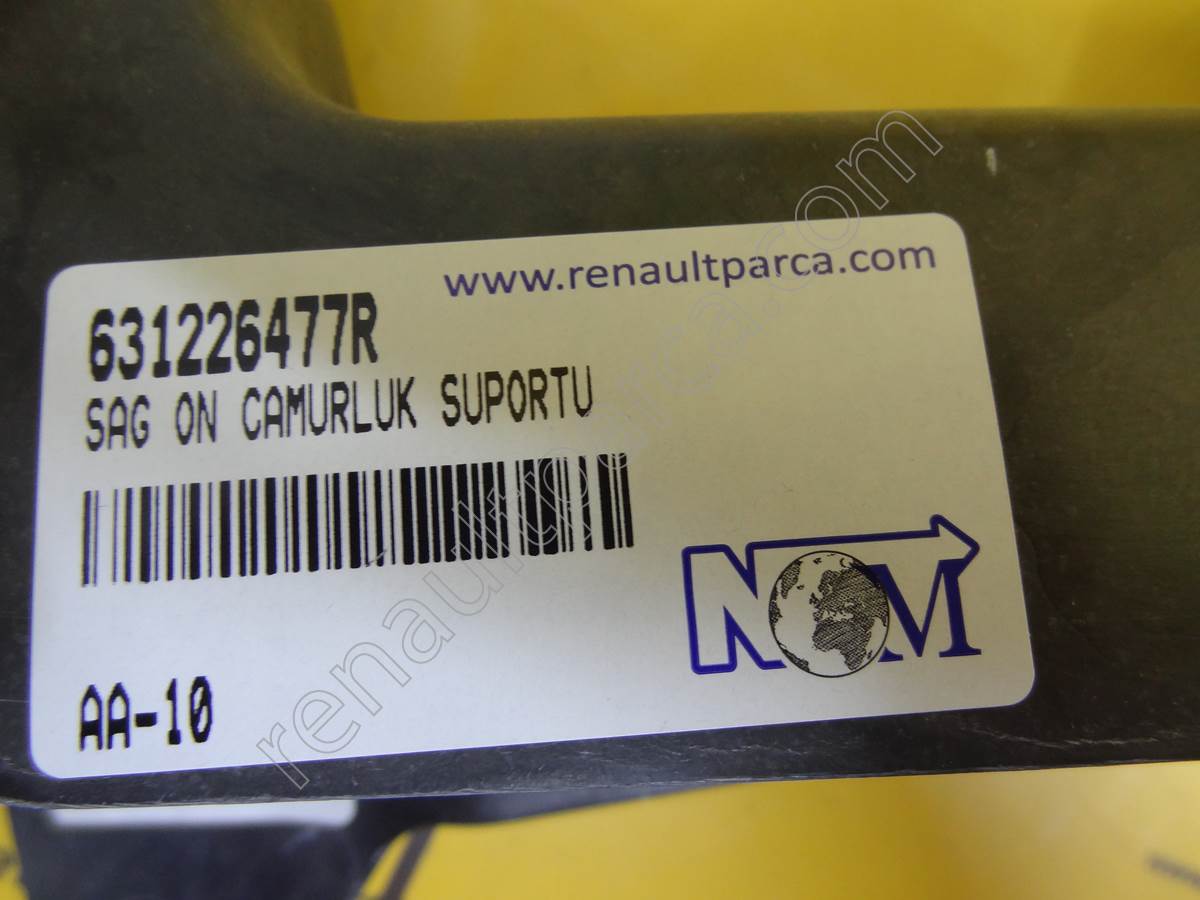 www.renaultparca.com
631226477R
SAG ON CAMURLUK SUPORTU
AA-10
NOM
renaultparca.com